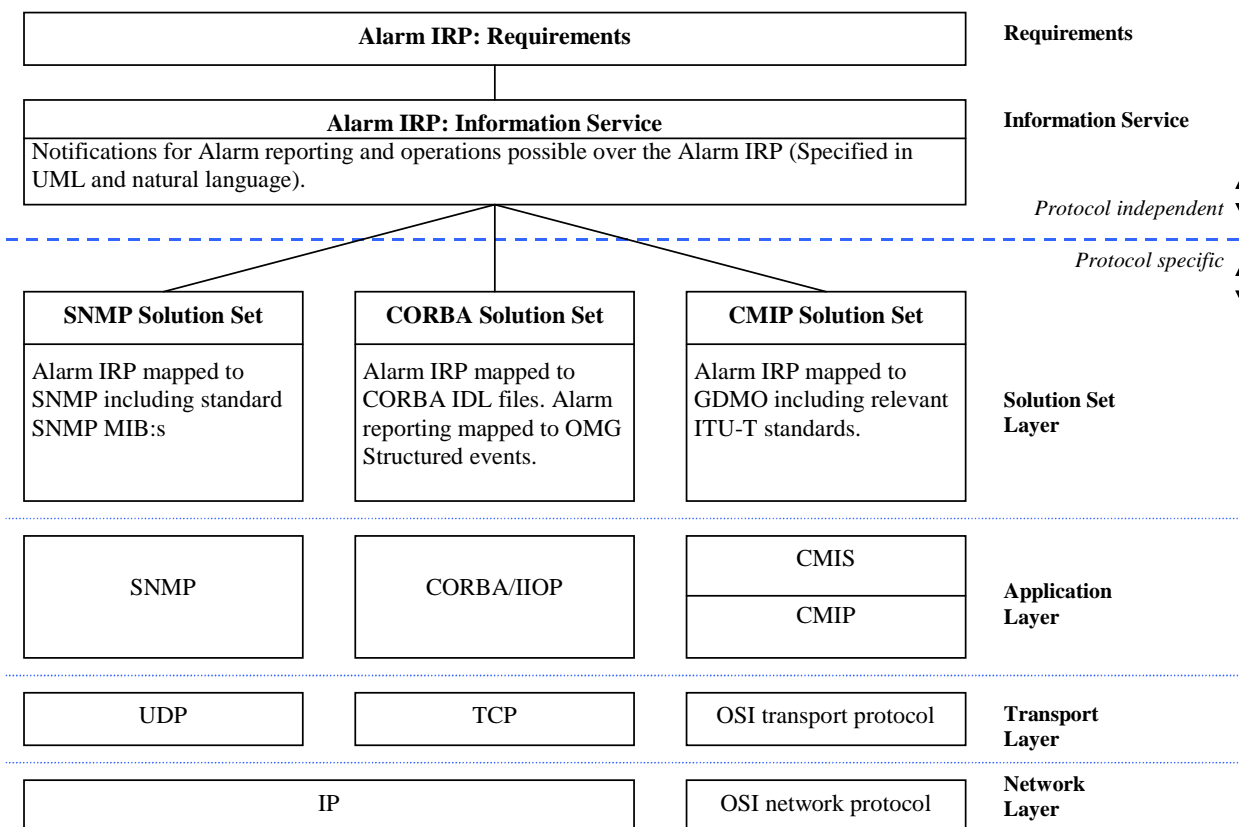 Alarm IRP: Requirements
Requirements
Alarm IRP: Information Service
Information Service
Notifications for Alarm reporting and operations possible over the Alarm IRP (Specified in
UML and natural language).
Protocol independent
Protocol specific
SNMP Solution Set
CORBA Solution Set
CMIP Solution Set
Alarm IRP mapped to
SNMP including standard
SNMP MIB:s
Alarm IRP mapped to
CORBA IDL files. Alarm
reporting mapped to OMG
Structured events.
Alarm IRP mapped to
GDMO including relevant
ITU-T standards.
Solution Set
Layer
SNMP
CORBA/IIOP
CMIS
CMIP
Application
Layer
UDP
TCP
OSI transport protocol
Transport
Layer
IP
OSI network protocol
Network
Layer